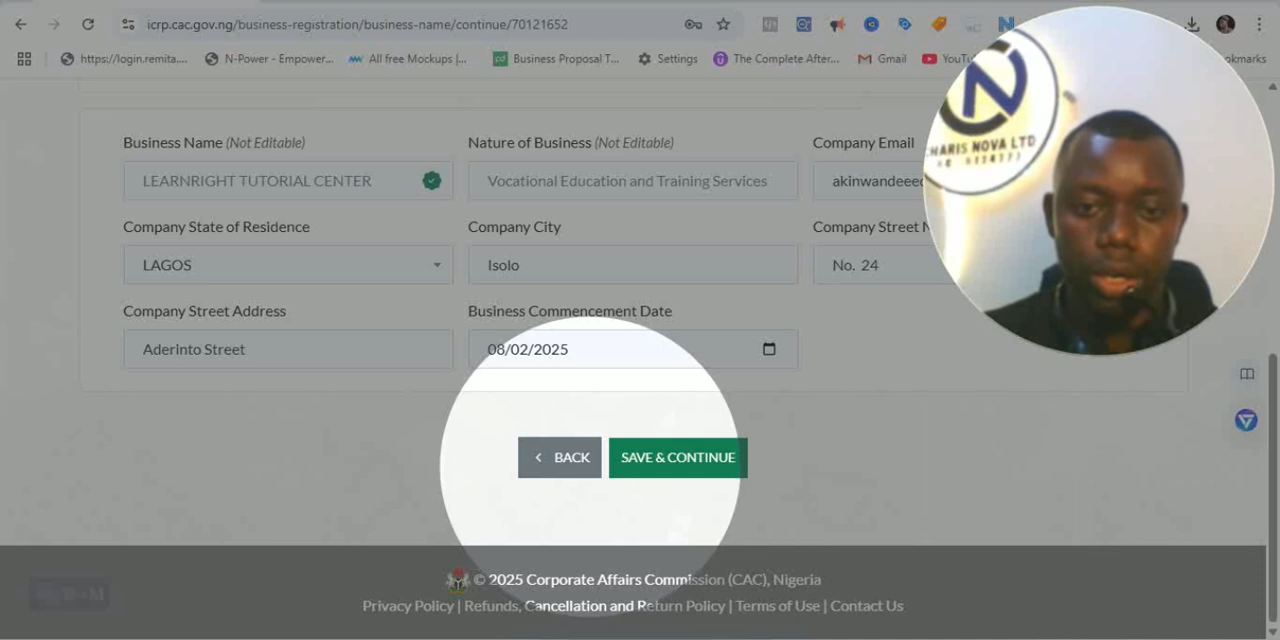 icrp.cac.gov.ng/business-registration/business-name/continue/70121652
https://login.remita.... N-Power - Empower... All free Mockups |... Business Proposal T... Settings The Complete After... Gmail
Business Name (Not Editable) Nature of Business (Not Editable) Company Email
LEARNRIGHT TUTORIAL CENTER Vocational Education and Training Services
Company State of Residence Company City Company Street
LAGOS Isolo No. 24
Company Street Address Business Commencement Date
Aderinto Street 08/02/2025
BACK SAVE & CONTINUE
© 2025 Corporate Affairs Commission (CAC), Nigeria
Privacy Policy | Refunds, Cancellation and Return Policy | Terms of Use | Contact Us
N
HARIS NOVA LTD